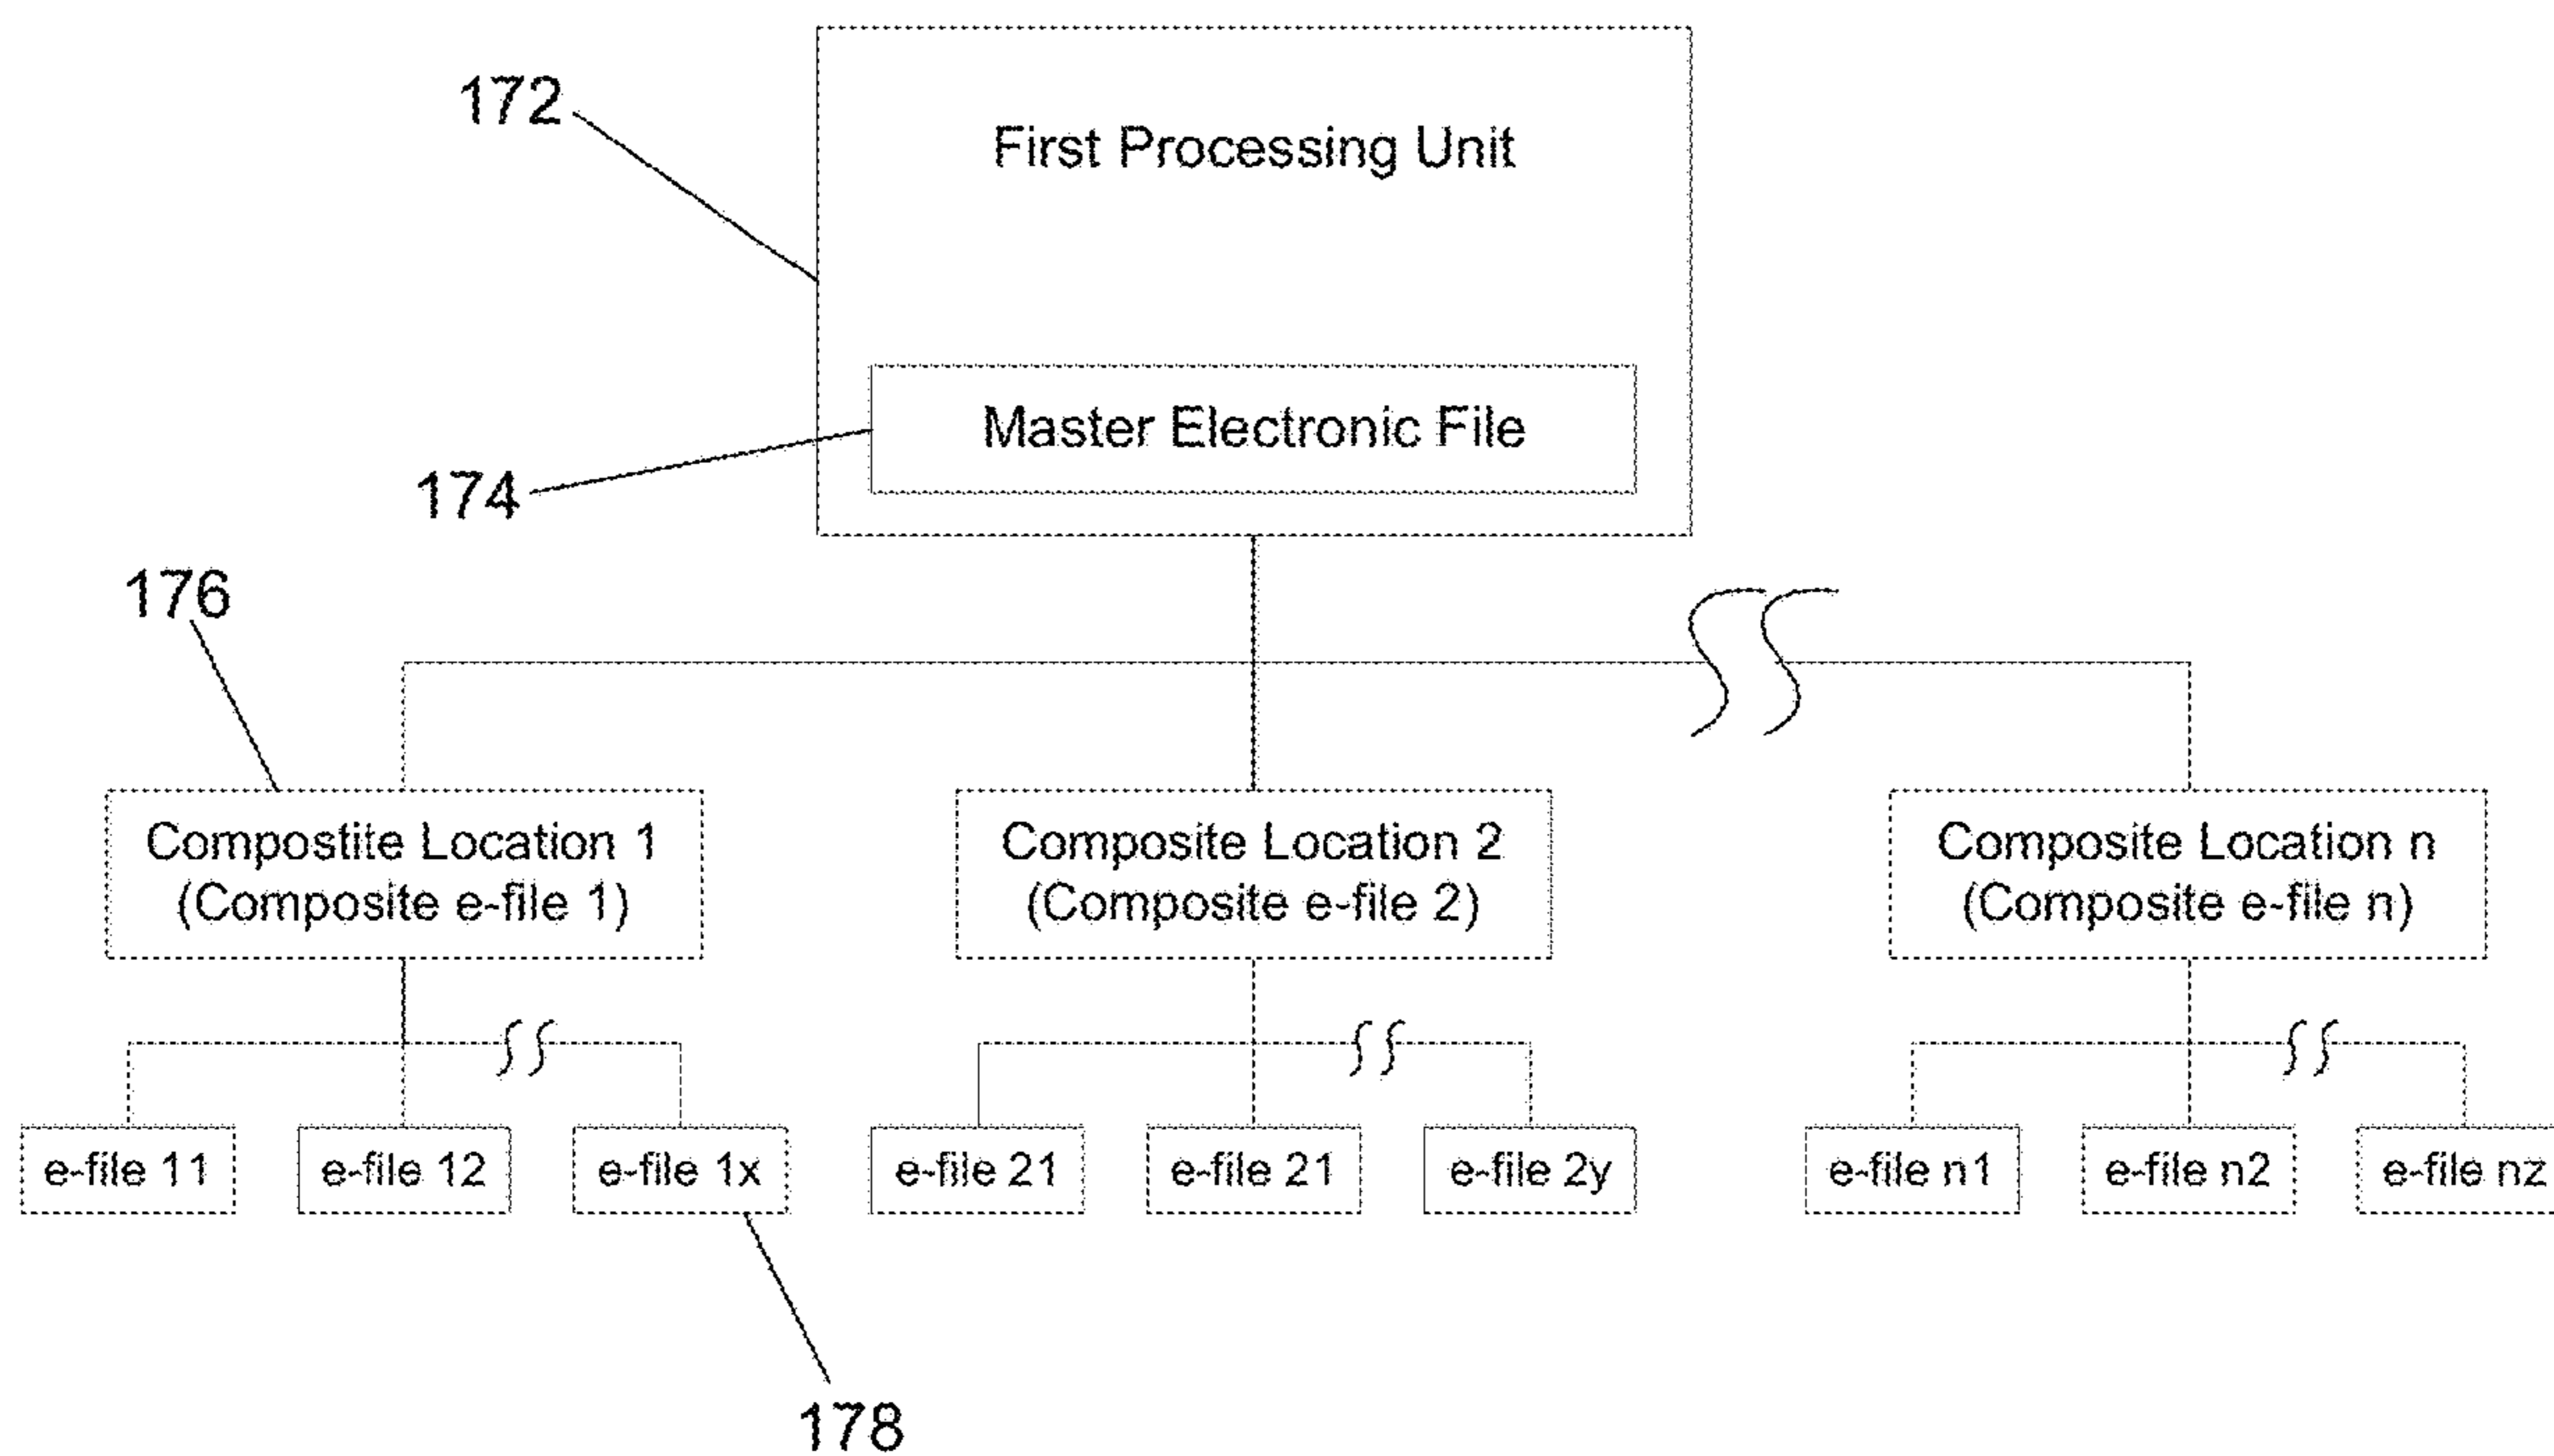 172
First Processing Unit
Master Electronic File
174
176
Compostite Location 1
(Composite e-file 1)
Composite Location 2
(Composite e-file 2)
Composite Location n
(Composite e-file n)
e-file 11
e-file 12
e-file 1x
e-file 21
e-file 21
e-file 2y
e-file n1
e-file n2
e-file nz
178